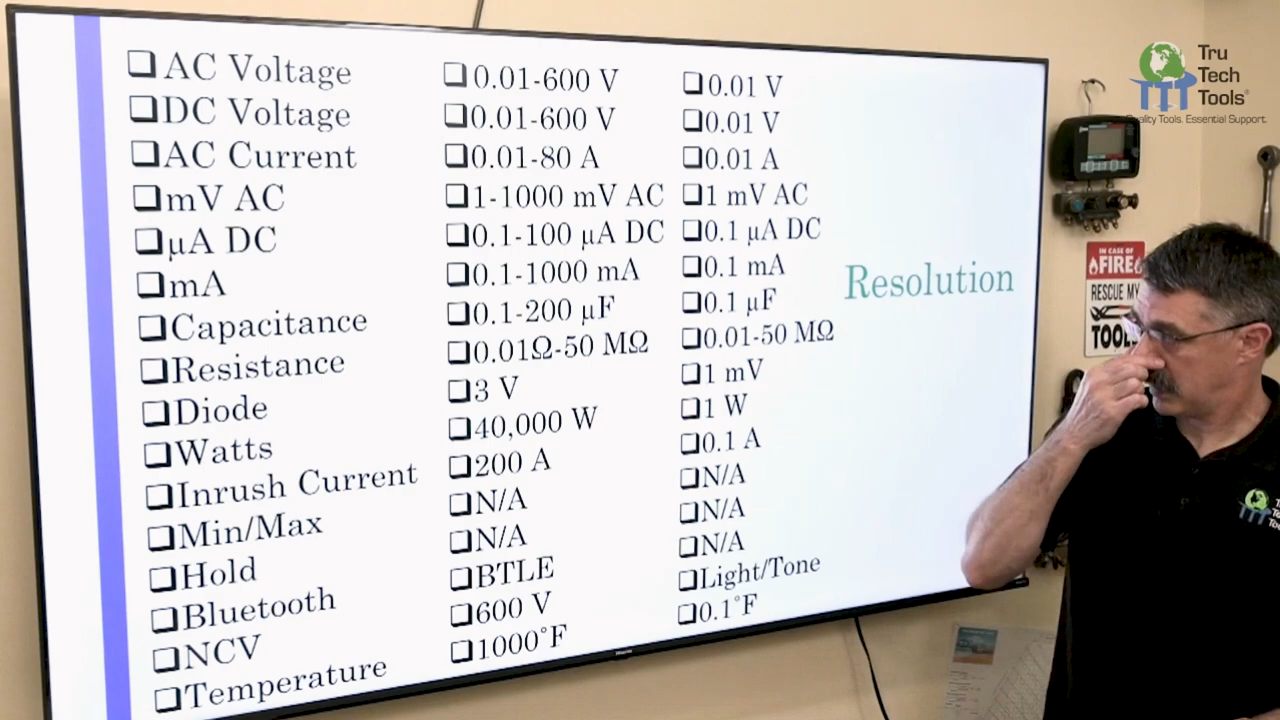 ❑AC Voltage
❑DC Voltage
❑AC Current
❑mV AC
❑μA DC
❑mA
❑Capacitance
❑Resistance
❑Diode
❑Watts
❑Inrush Current
❑Min/Max
❑Hold
❑Bluetooth
❑NCV
❑Temperature
❑0.01-600 V
❑0.01-600 V
❑0.01-80 A
❑1-1000 mV AC
❑0.1-100 μA DC
❑0.1-1000 mA
❑0.1-200 μF
❑0.01Ω-50 MΩ
❑3 V
❑40,000 W
❑200 A
❑N/A
❑N/A
❑BTLE
❑600 V
❑1000°F
❑0.01 V
❑0.01 V
❑0.01 A
❑1 mV AC
❑0.1 μA DC
❑0.1 mA
❑0.1 μF
❑0.01-50 MΩ
❑1 mV
❑1 W
❑0.1 A
❑N/A
❑N/A
❑N/A
❑Light/Tone
❑0.1°F
Resolution
Tru
Tech
Tools®
Quality Tools. Essential Support.
IN CASE OF
FIRE
RESCUE MY
TOOLS